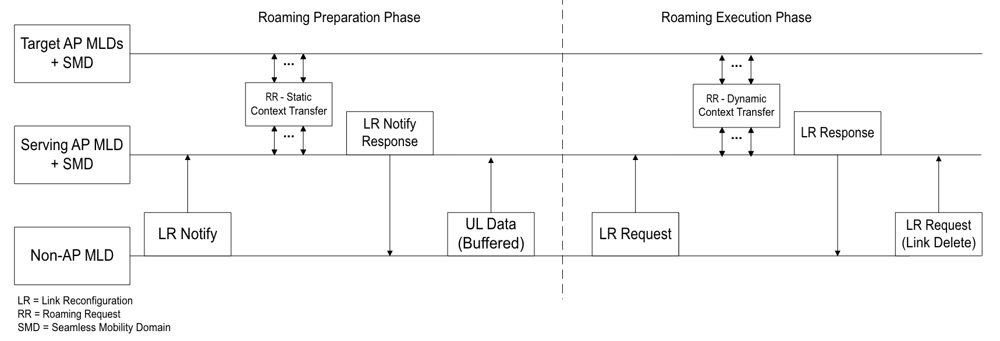 Roaming Preparation Phase
Roaming Execution Phase
Target AP MLDs
+ SMD
...
...
RR - Static
Context Transfer
RR - Dynamic
Context Transfer
LR Notify
Response
LR Response
Serving AP MLD
+ SMD
...
...
LR Notify
UL Data
(Buffered)
LR Request
LR Request
(Link Delete)
Non-AP MLD
LR = Link Reconfiguration
RR = Roaming Request
SMD = Seamless Mobility Domain